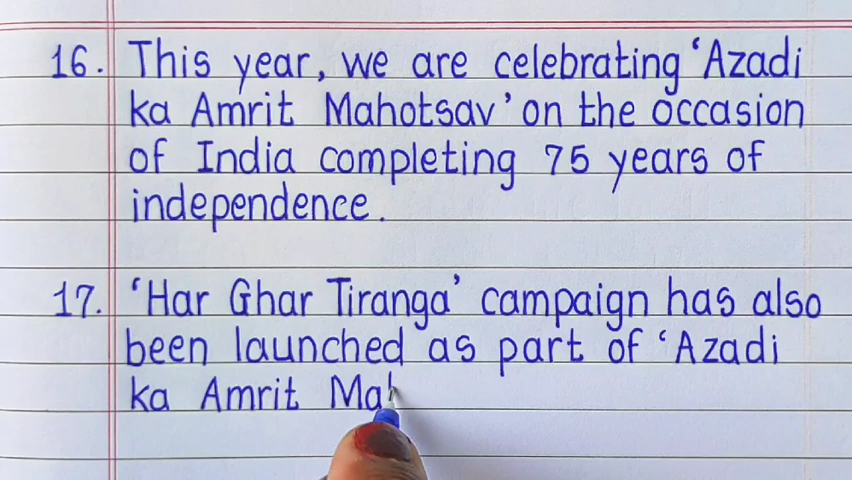 16. This year, we are celebrating ‘Azadi
ka Amrit Mahotsav’ on the occasion
of India completing 75 years of
independence.
17. ‘Har Ghar Tiranga’ campaign has also
been launched as part of ‘Azadi
ka Amrit Mah